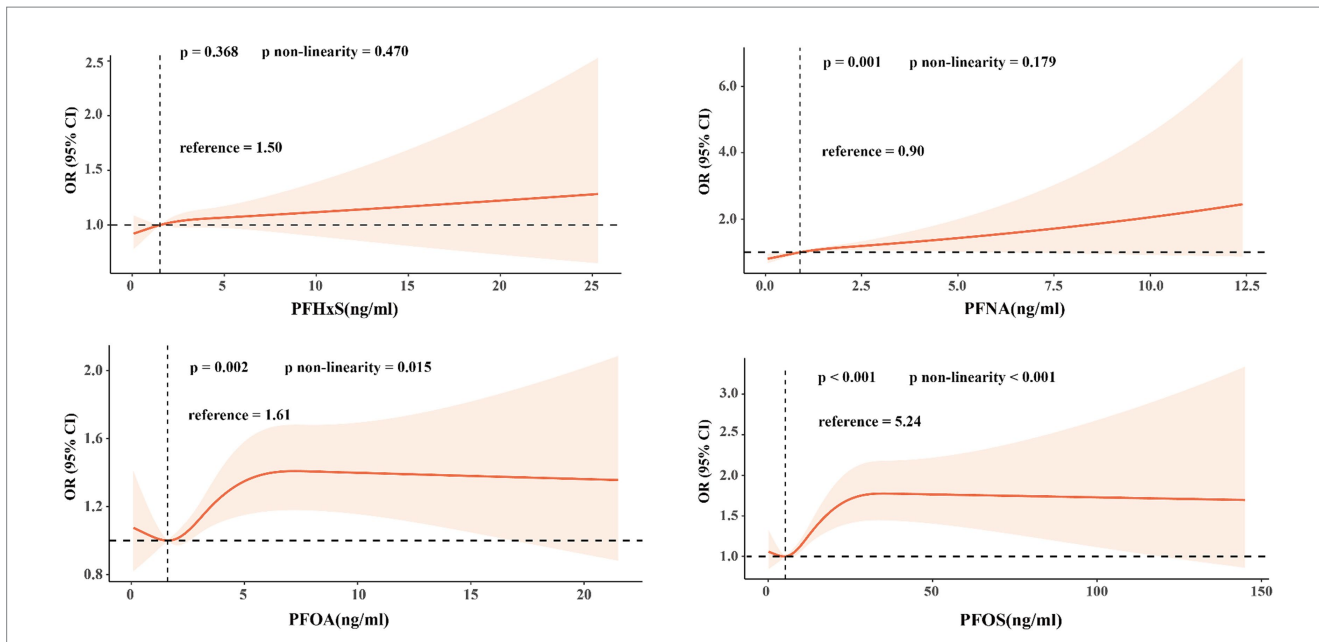 p = 0.368 p non-linearity = 0.470
2.5
2.0
reference = 1.50
1.5
1.0
OR (95% CI)
0 5 10 15 20 25
PFHxS(ng/ml)
p = 0.001 p non-linearity = 0.179
6.0
4.0
reference = 0.90
2.0
OR (95% CI)
0.0 2.5 5.0 7.5 10.0 12.5
PFNA(ng/ml)
p = 0.002 p non-linearity = 0.015
2.0
reference = 1.61
1.6
1.2
0.8
OR (95% CI)
0 5 10 15 20
PFOA(ng/ml)
p < 0.001 p non-linearity < 0.001
3.0
reference = 5.24
2.5
2.0
1.5
1.0
OR (95% CI)
0 50 100 150
PFOS(ng/ml)